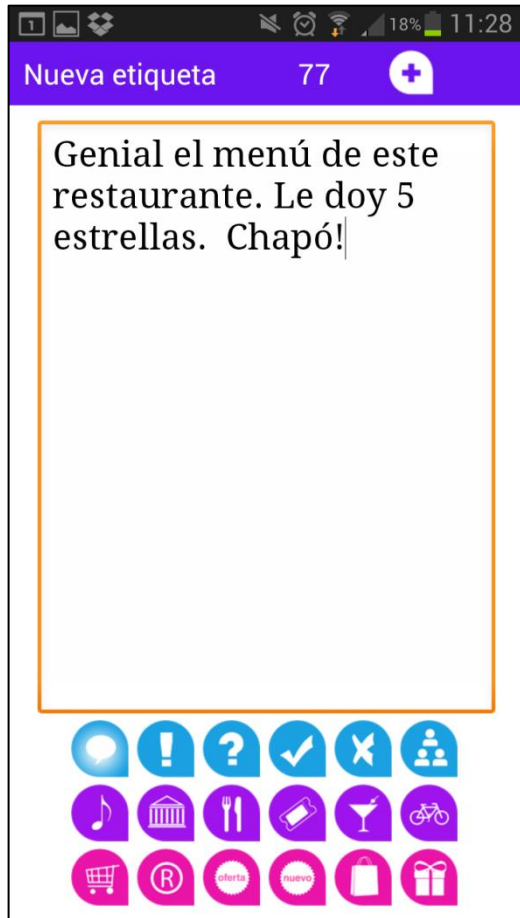 1 18% 11:28
Nueva etiqueta 77
Genial el menú de este
restaurante. Le doy 5
estrellas.  Chapó!
! ?
® oferta nuevo